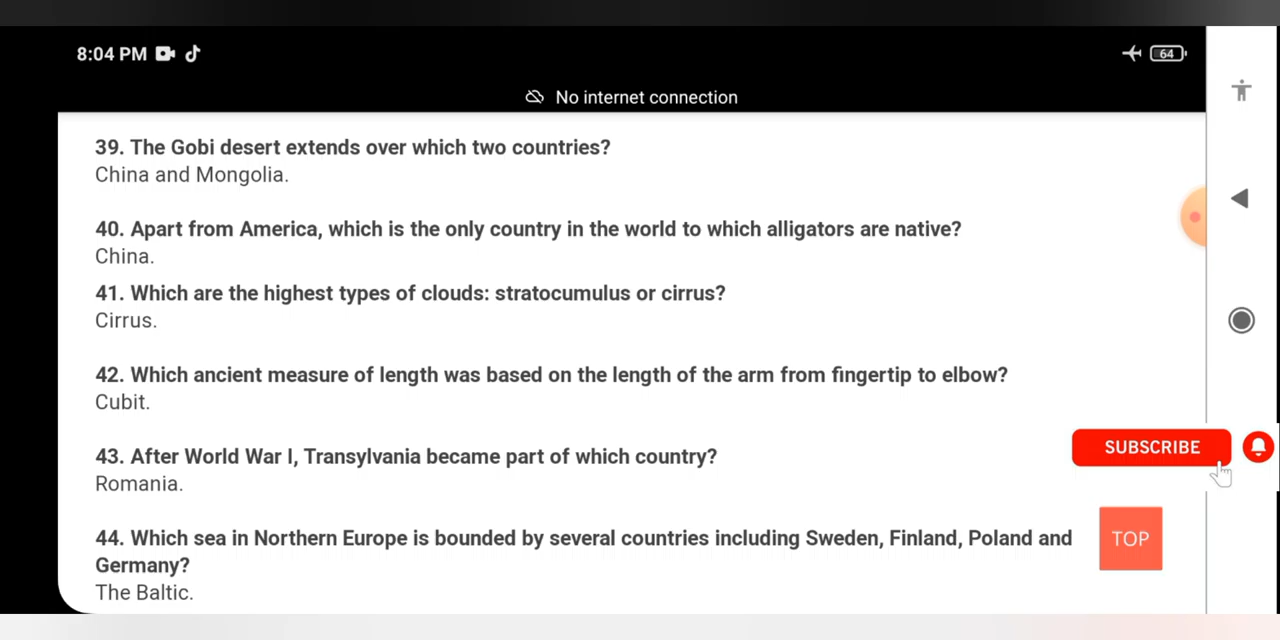 8:04 PM
64
No internet connection
39. The Gobi desert extends over which two countries?
China and Mongolia.
40. Apart from America, which is the only country in the world to which alligators are native?
China.
41. Which are the highest types of clouds: stratocumulus or cirrus?
Cirrus.
42. Which ancient measure of length was based on the length of the arm from fingertip to elbow?
Cubit.
43. After World War I, Transylvania became part of which country?
Romania.
SUBSCRIBE
44. Which sea in Northern Europe is bounded by several countries including Sweden, Finland, Poland and
Germany?
The Baltic.
TOP